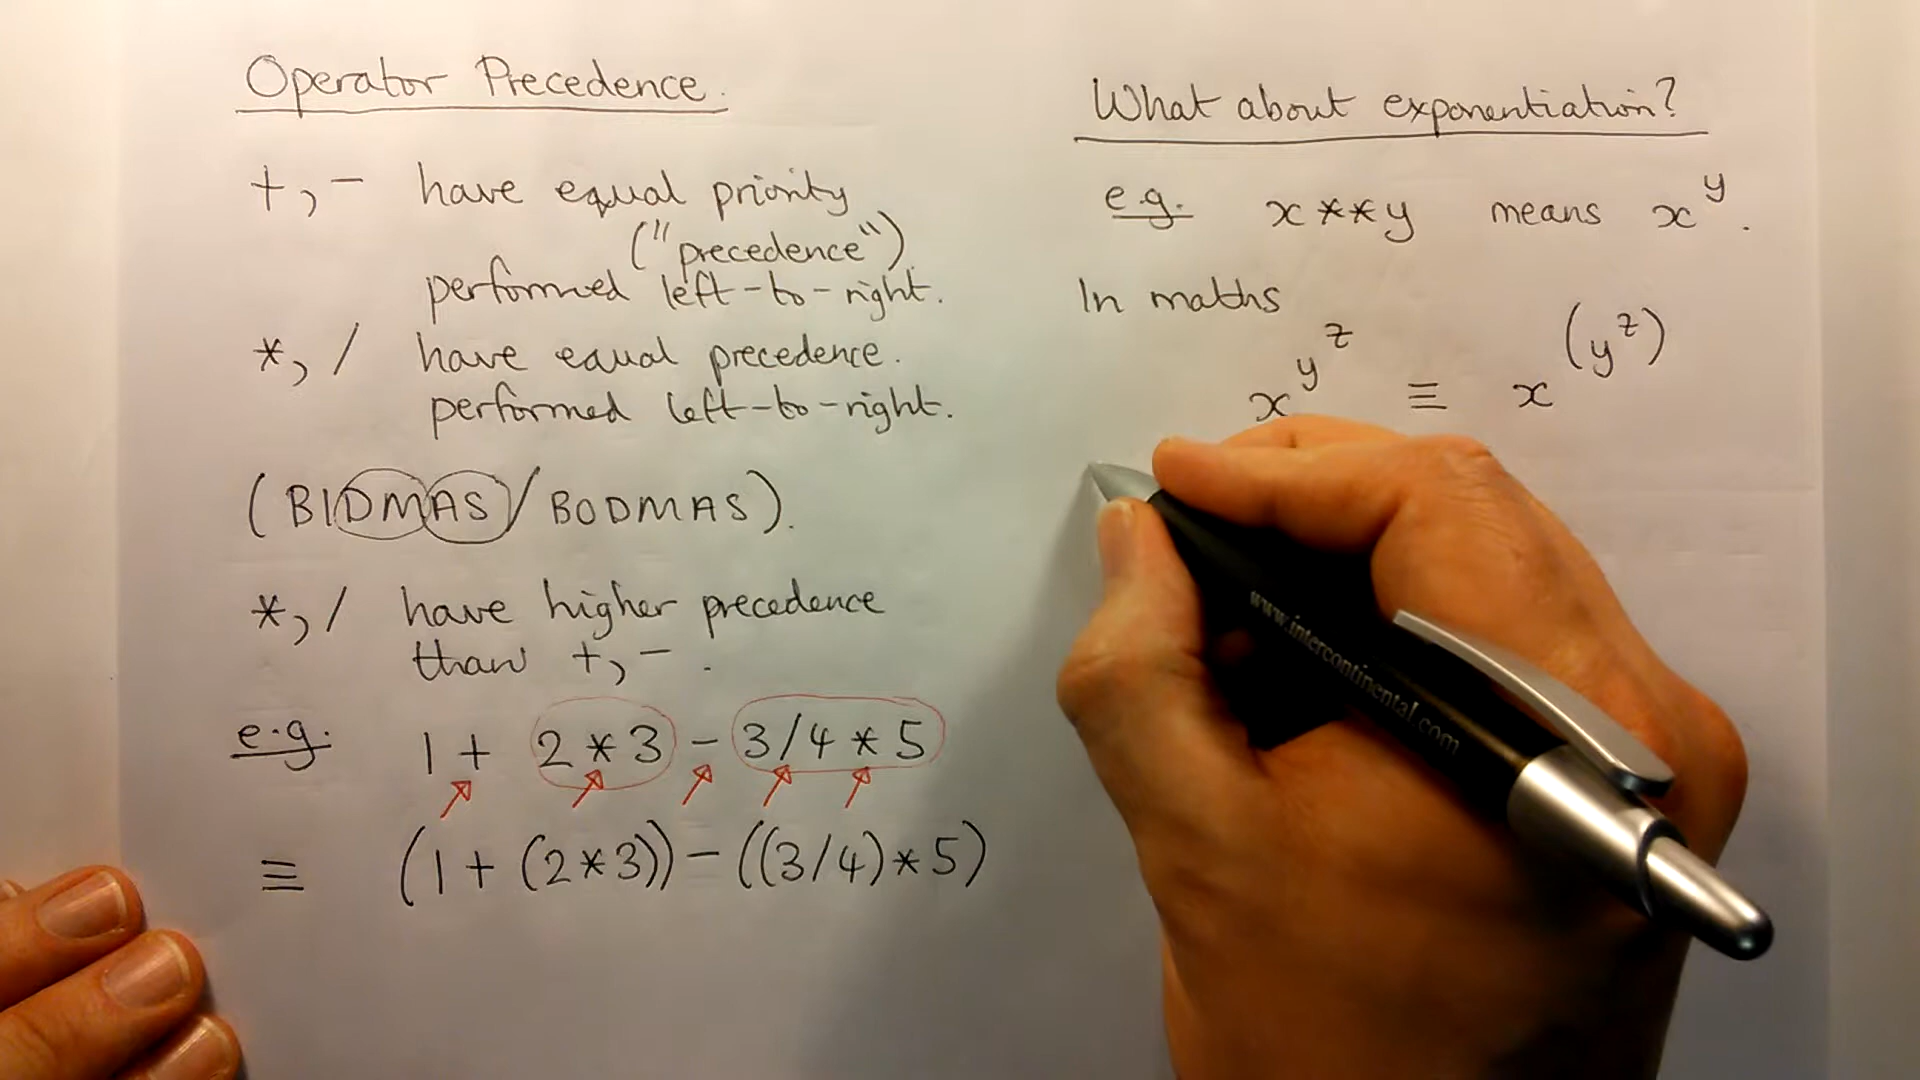 Operator Precedence.
+, - have equal priority
("precedence")
performed left-to-right.
*, / have equal precedence.
performed left-to-right.
(BIDMAS/BODMAS).
*, / have higher precedence
than +, - .
e.g. 1 + 2 * 3 - 3/4 * 5
≡ (1 + (2*3)) - ((3/4)*5)
What about exponentiation?
e.g. x**y means x^y.
In maths
x^y^z ≡ x^(y^z)
www.intercontinental.com